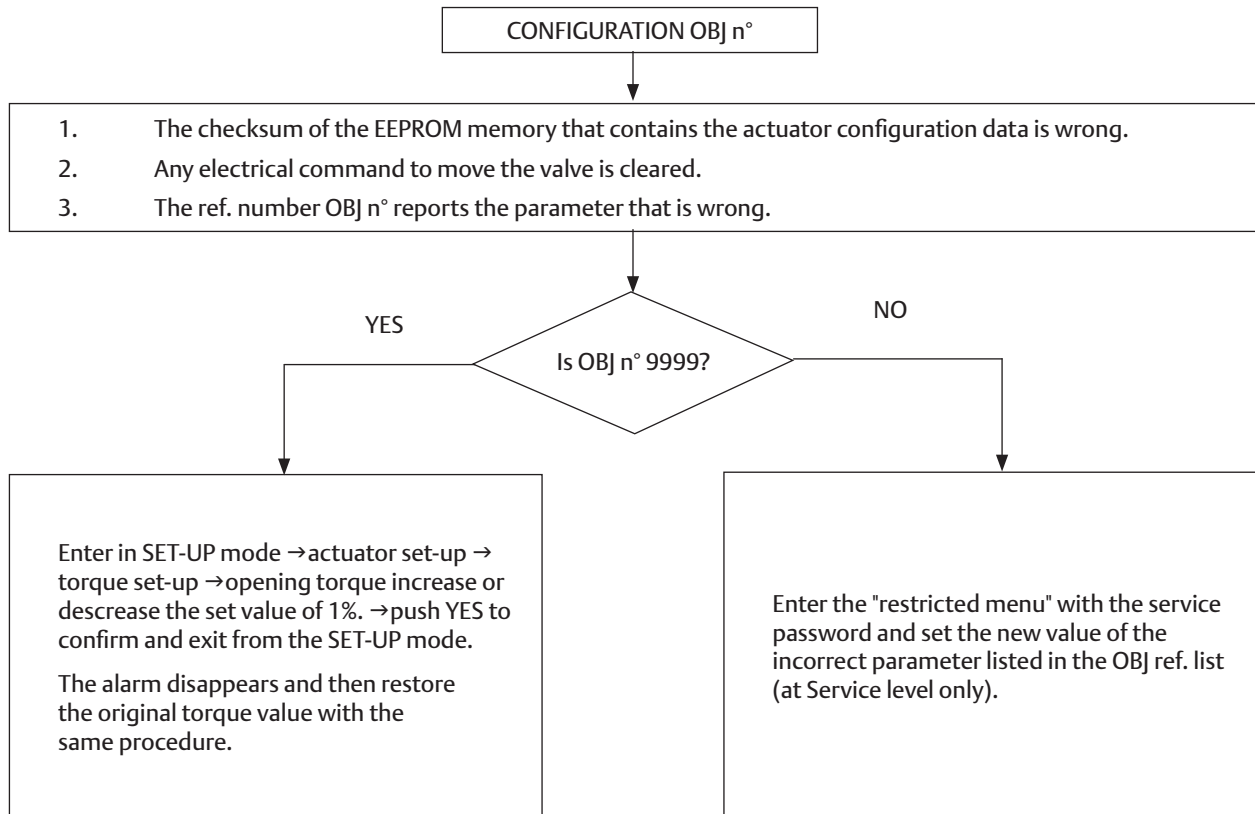 CONFIGURATION OBJ n°
1. The checksum of the EEPROM memory that contains the actuator configuration data is wrong.
2. Any electrical command to move the valve is cleared.
3. The ref. number OBJ n° reports the parameter that is wrong.
YES
NO
Is OBJ n° 9999?
Enter in SET-UP mode →actuator set-up →
torque set-up →opening torque increase or
descrease the set value of 1%. →push YES to
confirm and exit from the SET-UP mode.
The alarm disappears and then restore
the original torque value with the
same procedure.
Enter the "restricted menu" with the service
password and set the new value of the
incorrect parameter listed in the OBJ ref. list
(at Service level only).